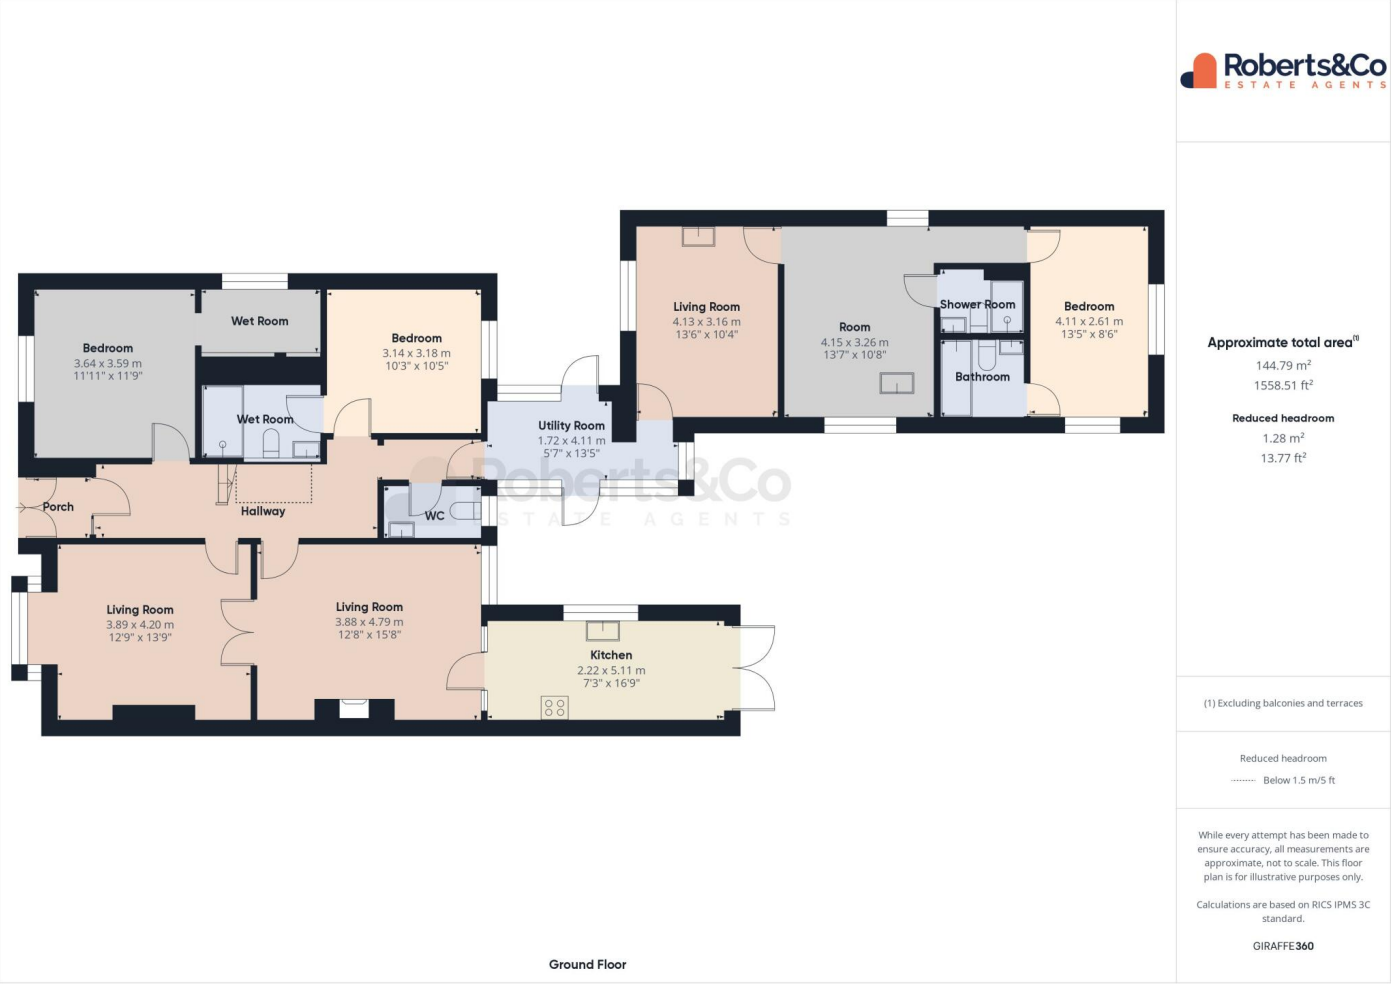 Roberts&Co
ESTATE AGENTS
Approximate total area(1)
144.79 m²
1558.51 ft²
Reduced headroom
1.28 m²
13.77 ft²
(1) Excluding balconies and terraces
Reduced headroom
Below 1.5 m/5 ft
While every attempt has been made to
ensure accuracy, all measurements are
approximate, not to scale. This floor
plan is for illustrative purposes only.
Calculations are based on RICS IPMS 3C
standard.
GIRAFFE360
Living Room
4.13 x 3.16 m
13'6" x 10'4"
Room
4.15 x 3.26 m
13'7" x 10'8"
Shower Room
Bathroom
Bedroom
4.11 x 2.61 m
13'5" x 8'6"
Bedroom
3.64 x 3.59 m
11'11" x 11'9"
Wet Room
Bedroom
3.14 x 3.18 m
10'3" x 10'5"
Wet Room
Utility Room
1.72 x 4.11 m
5'7" x 13'5"
Roberts&Co
ESTATE AGENTS
Porch
Hallway
WC
Living Room
3.89 x 4.20 m
12'9" x 13'9"
Living Room
3.88 x 4.79 m
12'8" x 15'8"
Kitchen
2.22 x 5.11 m
7'3" x 16'9"
Ground Floor